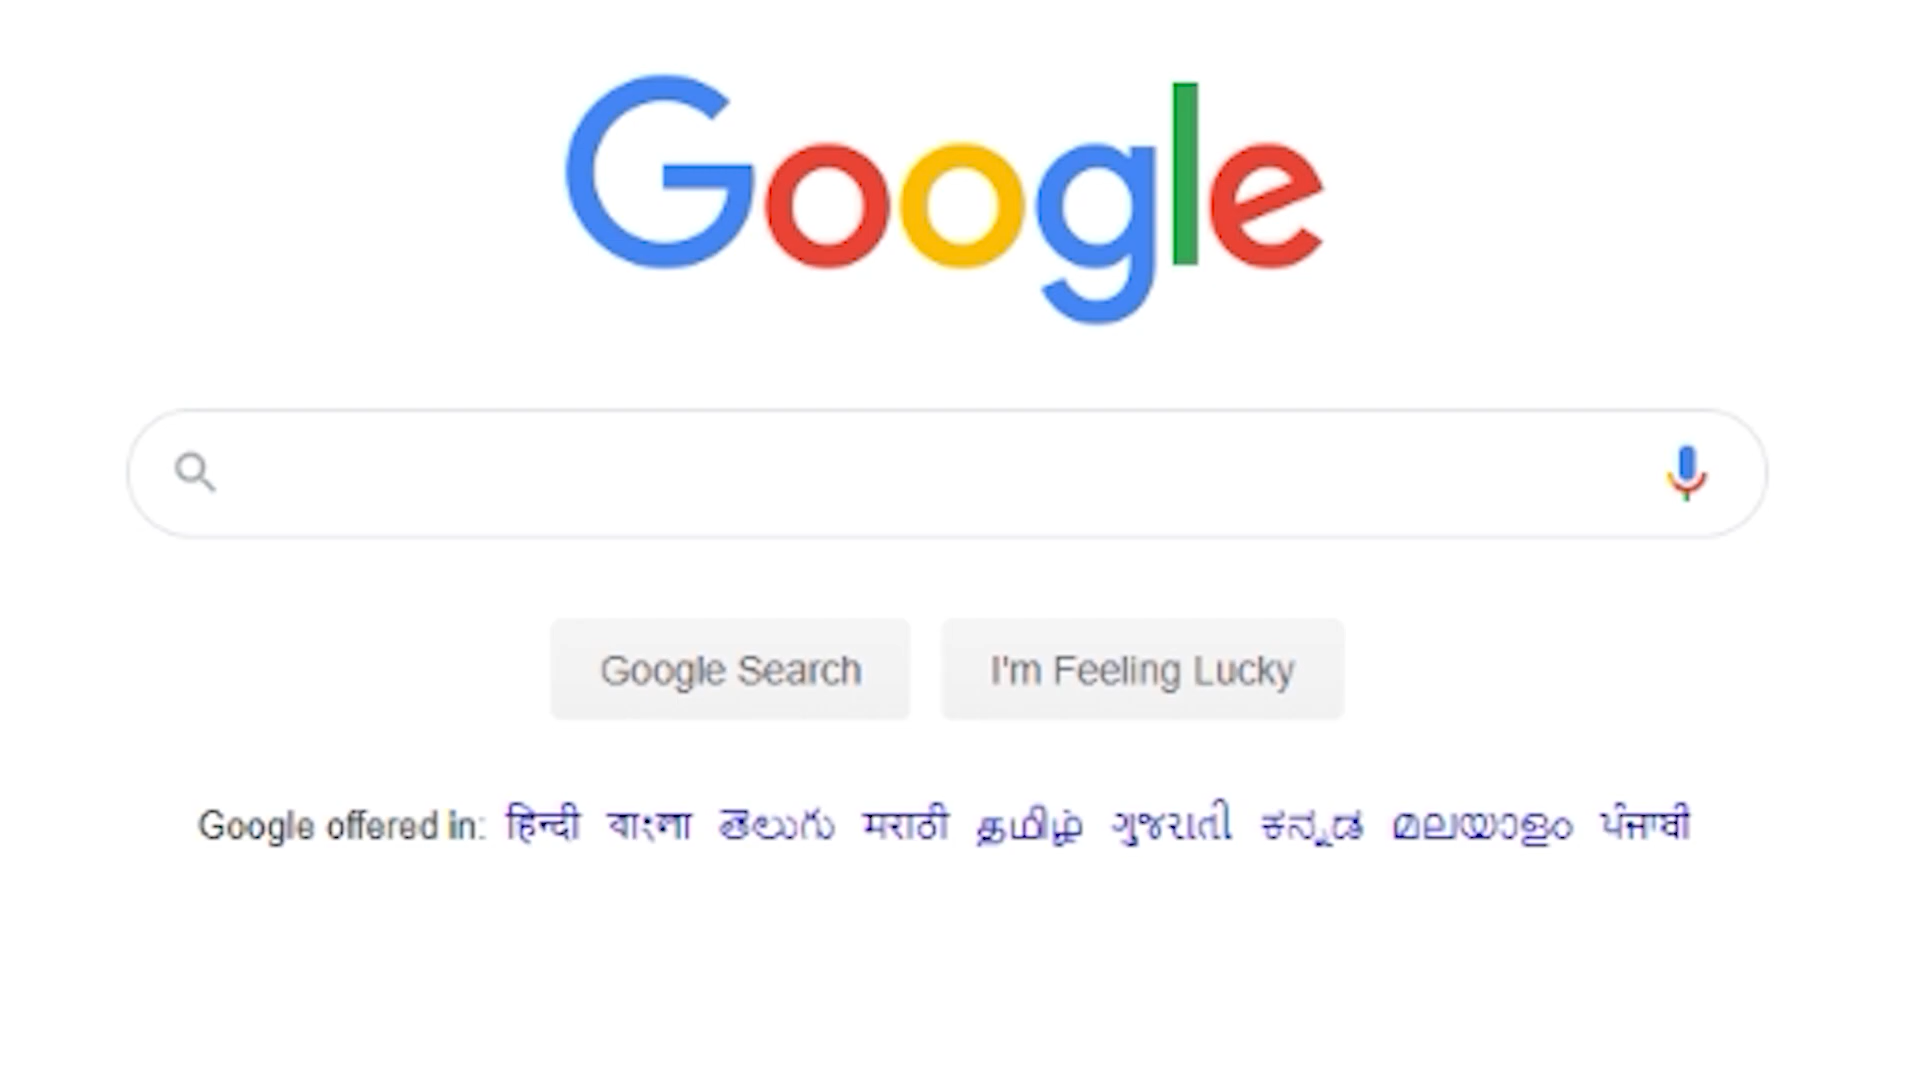 Google
Google Search
I'm Feeling Lucky
Google offered in: हिन्दी বাংলা తెలుగు मराठी தமிழ் ગુજરાતી ಕನ್ನಡ മലയാളം ਪੰਜਾਬੀ